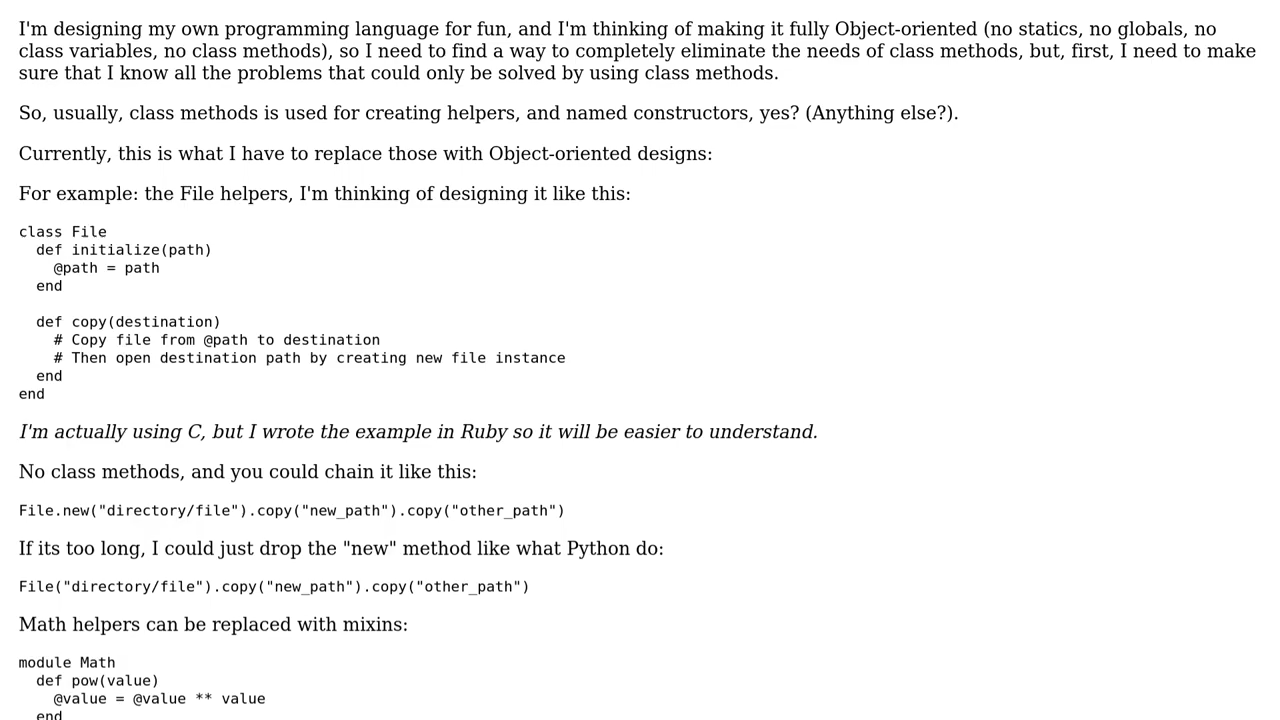 I'm designing my own programming language for fun, and I'm thinking of making it fully Object-oriented (no statics, no globals, no
class variables, no class methods), so I need to find a way to completely eliminate the needs of class methods, but, first, I need to make
sure that I know all the problems that could only be solved by using class methods.
So, usually, class methods is used for creating helpers, and named constructors, yes? (Anything else?).
Currently, this is what I have to replace those with Object-oriented designs:
For example: the File helpers, I'm thinking of designing it like this:
class File
  def initialize(path)
    @path = path
  end
  def copy(destination)
    # Copy file from @path to destination
    # Then open destination path by creating new file instance
  end
end
I'm actually using C, but I wrote the example in Ruby so it will be easier to understand.
No class methods, and you could chain it like this:
File.new("directory/file").copy("new_path").copy("other_path")
If its too long, I could just drop the "new" method like what Python do:
File("directory/file").copy("new_path").copy("other_path")
Math helpers can be replaced with mixins:
module Math
  def pow(value)
    @value = @value ** value
  end